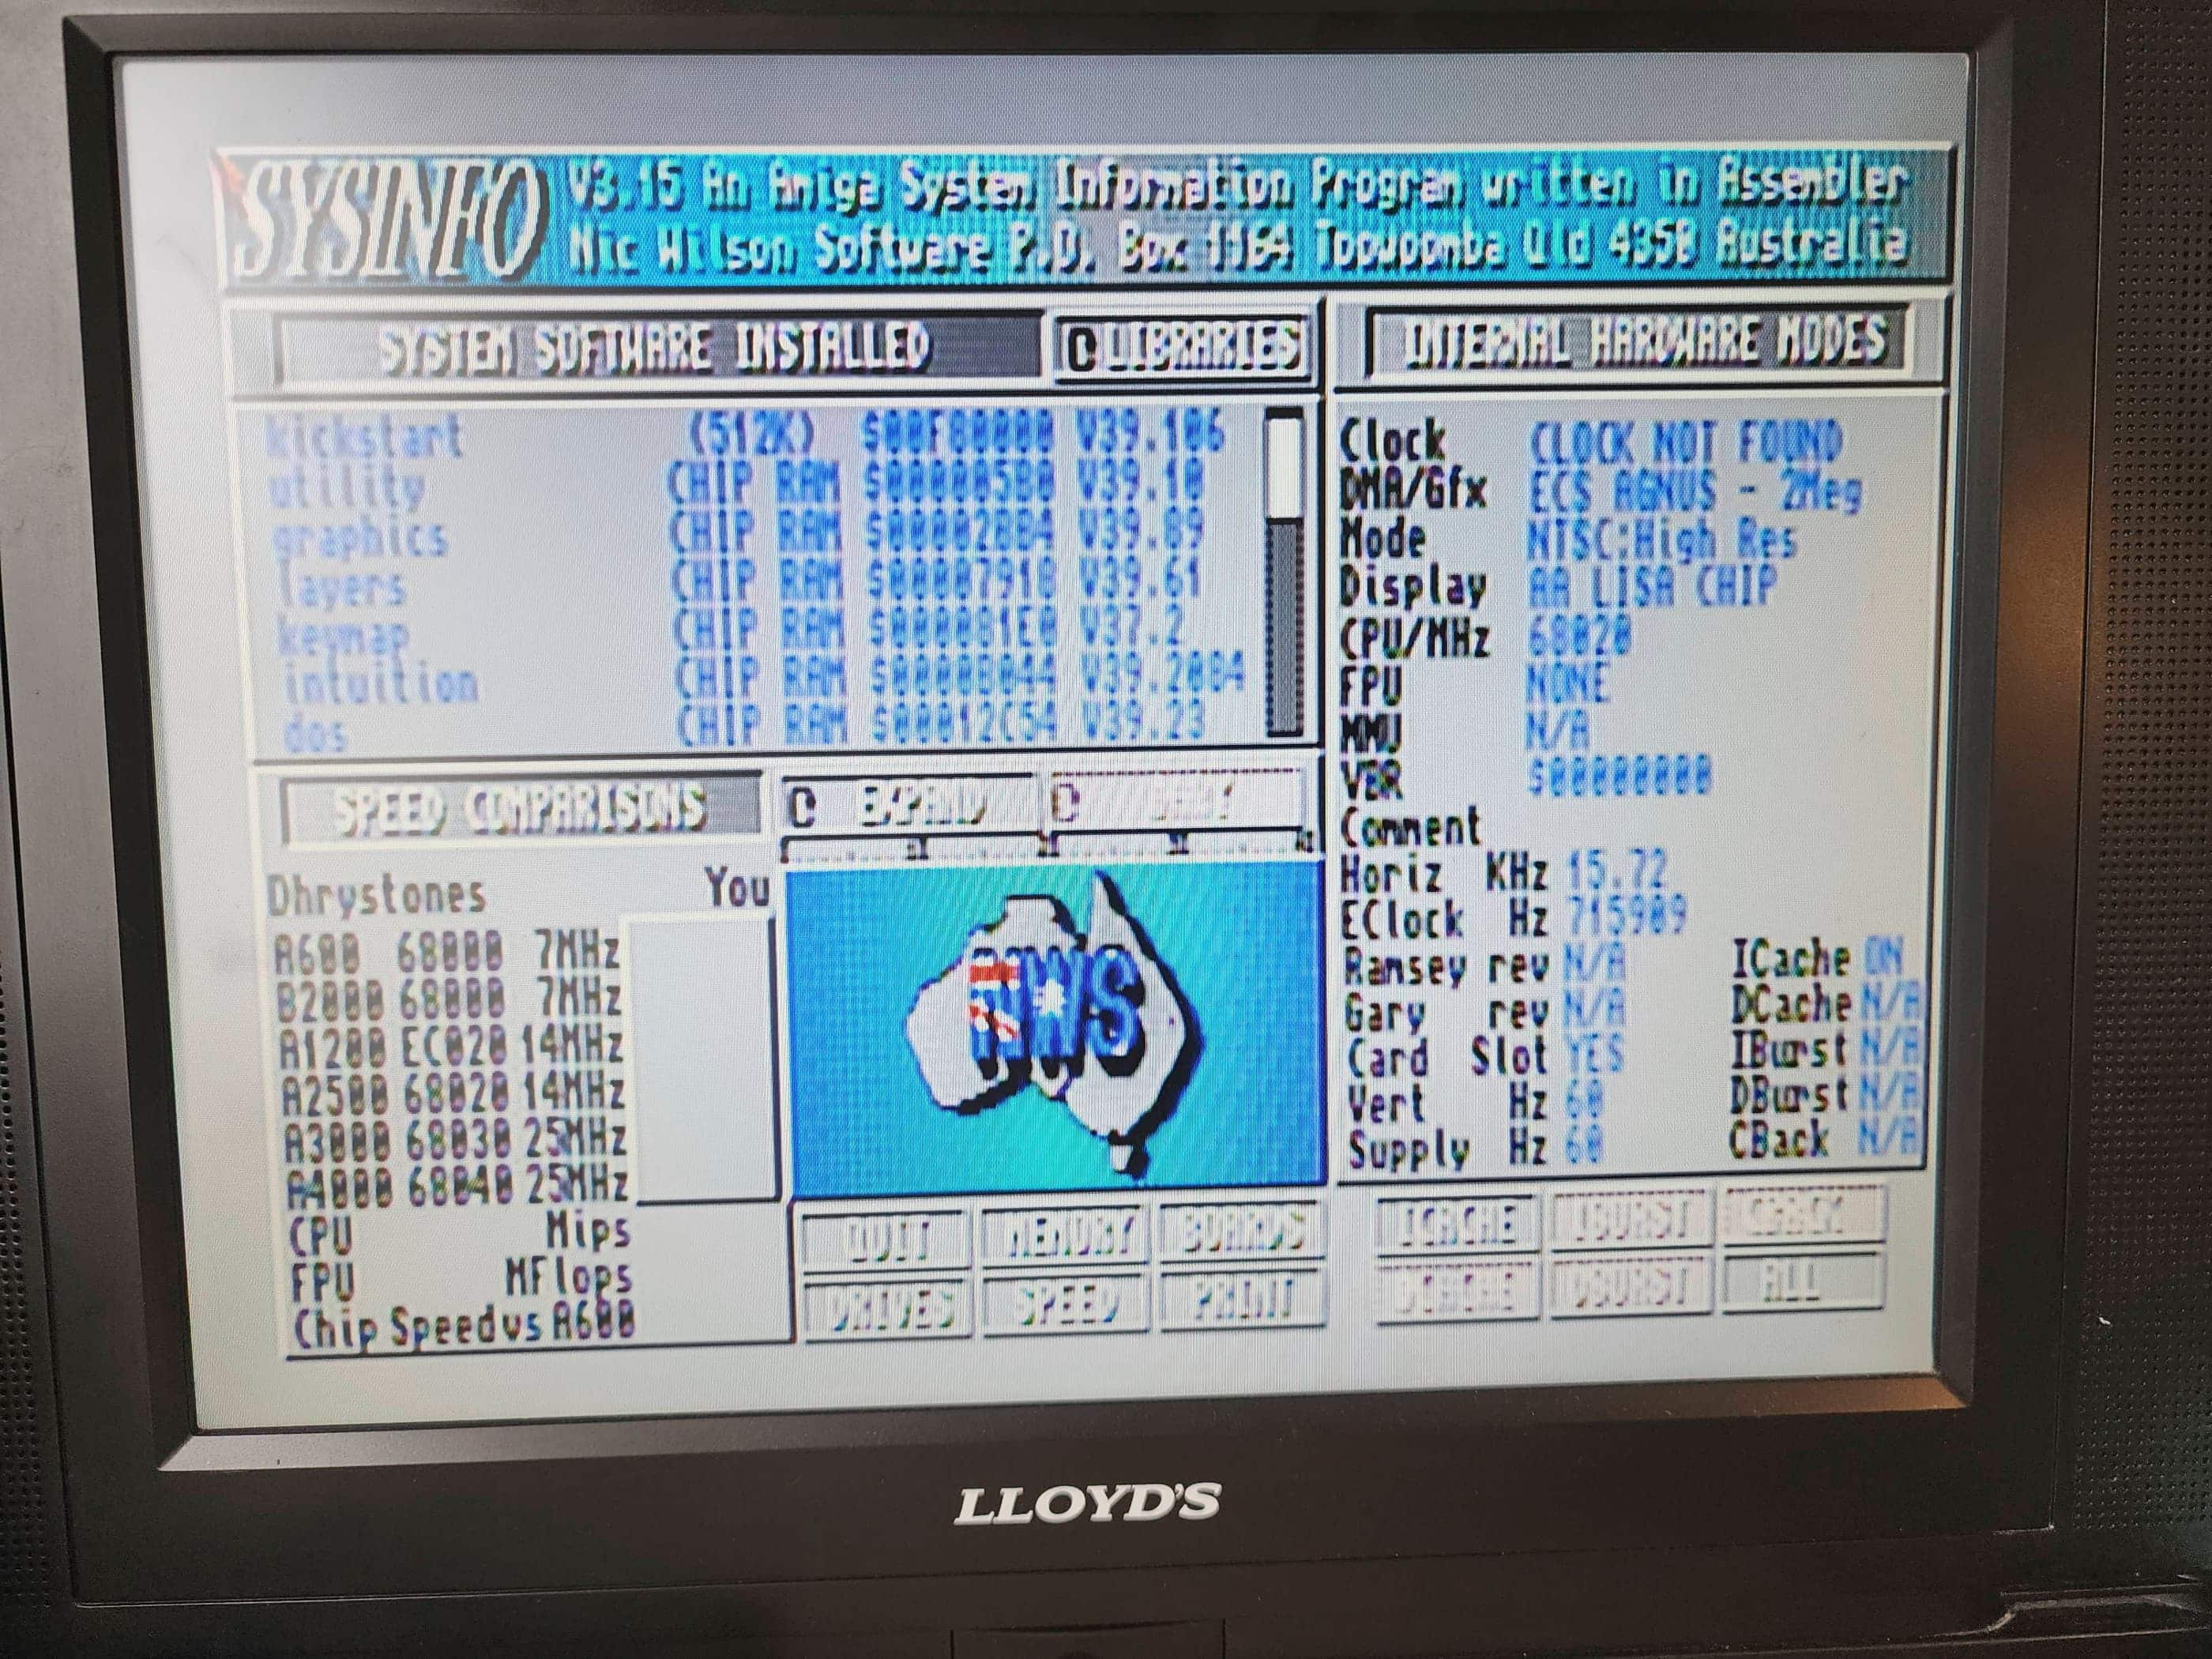 SYSINFO V3.15 An Amiga System Information Program written in Assembler
Nic Wilson Software P.O. Box 1164 Toowoomba Qld 4350 Australia
SYSTEM SOFTWARE INSTALLED
LIBRARIES
kickstart (512K) $00F80000 V39.106
utility CHIP RAM V39.10
graphics CHIP RAM V39.89
layers CHIP RAM $00007918 V39.61
keymap CHIP RAM $000081E0 V37.2
intuition CHIP RAM
dos CHIP RAM $00012C54 V39.23
INTERNAL HARDWARE MODES
Clock CLOCK NOT FOUND
DMA/Gfx ECS AGNUS - 2Meg
Mode NTSC:High Res
Display AA LISA CHIP
CPU/MHz 68020
FPU NONE
MMU N/A
VBR $00000000
Comment
Horiz KHz 15.72
EClock Hz 715909
Ramsey rev N/A ICache ON
Gary rev N/A DCache N/A
Card Slot YES IBurst N/A
Vert Hz 60 DBurst N/A
Supply Hz 60 CBack N/A
SPEED COMPARISONS
EXPAND
Dhrystones You
A600 68000 7MHz
B2000 68000 7MHz
A1200 EC020 14MHz
A2500 68020 14MHz
A3000 68030 25MHz
A4000 68040 25MHz
CPU Mips
FPU MFlops
Chip Speed vs A600
NWS
QUIT MEMORY BOARDS
DRIVES SPEED PRINT
ICACHE IBURST
DCACHE DBURST ALL
LLOYD'S